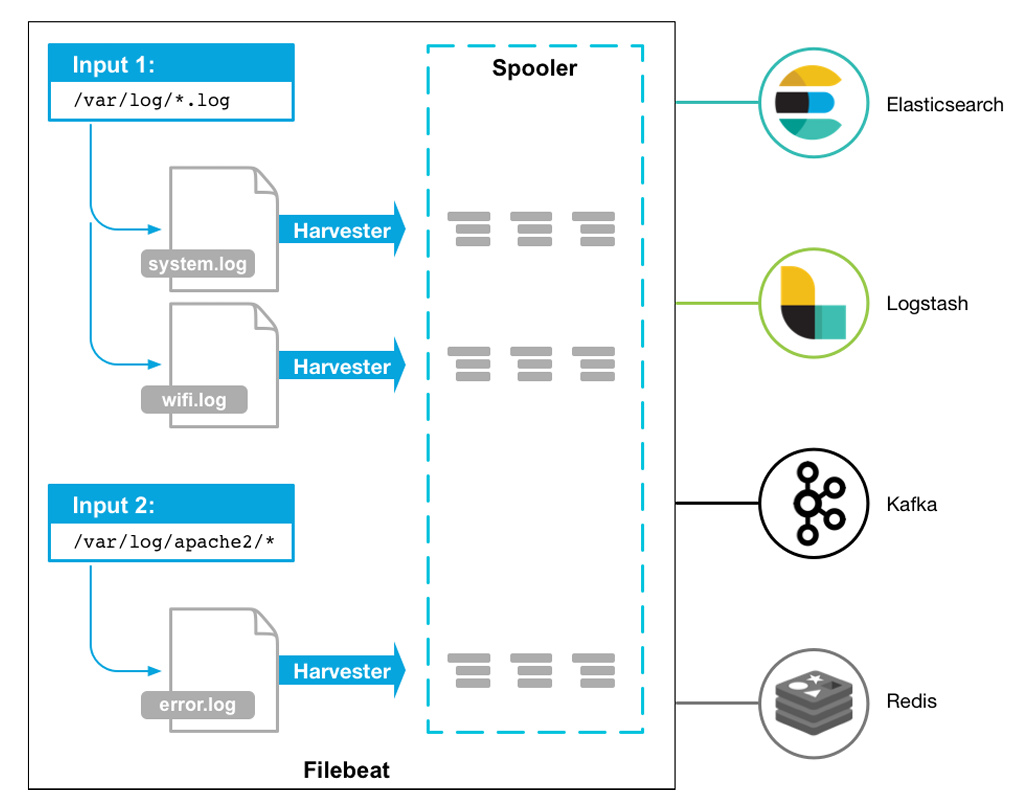 Input 1:
/var/log/*.log
Spooler
Harvester
system.log
Harvester
wifi.log
Input 2:
/var/log/apache2/*
Harvester
error.log
Filebeat
Elasticsearch
Logstash
Kafka
Redis